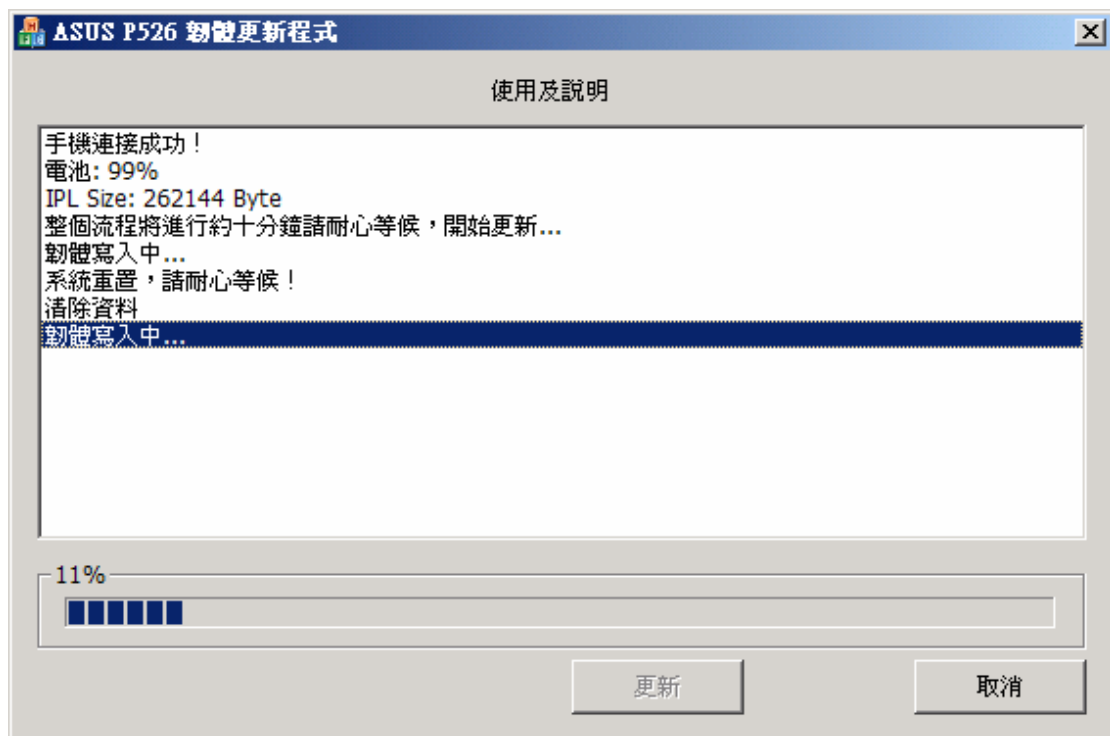 ASUS P526 韌體更新程式
使用及說明
手機連接成功！
電池: 99%
IPL Size: 262144 Byte
整個流程將進行約十分鐘請耐心等候，開始更新...
韌體寫入中...
系統重置，請耐心等候！
清除資料
韌體寫入中...
11%
更新
取消